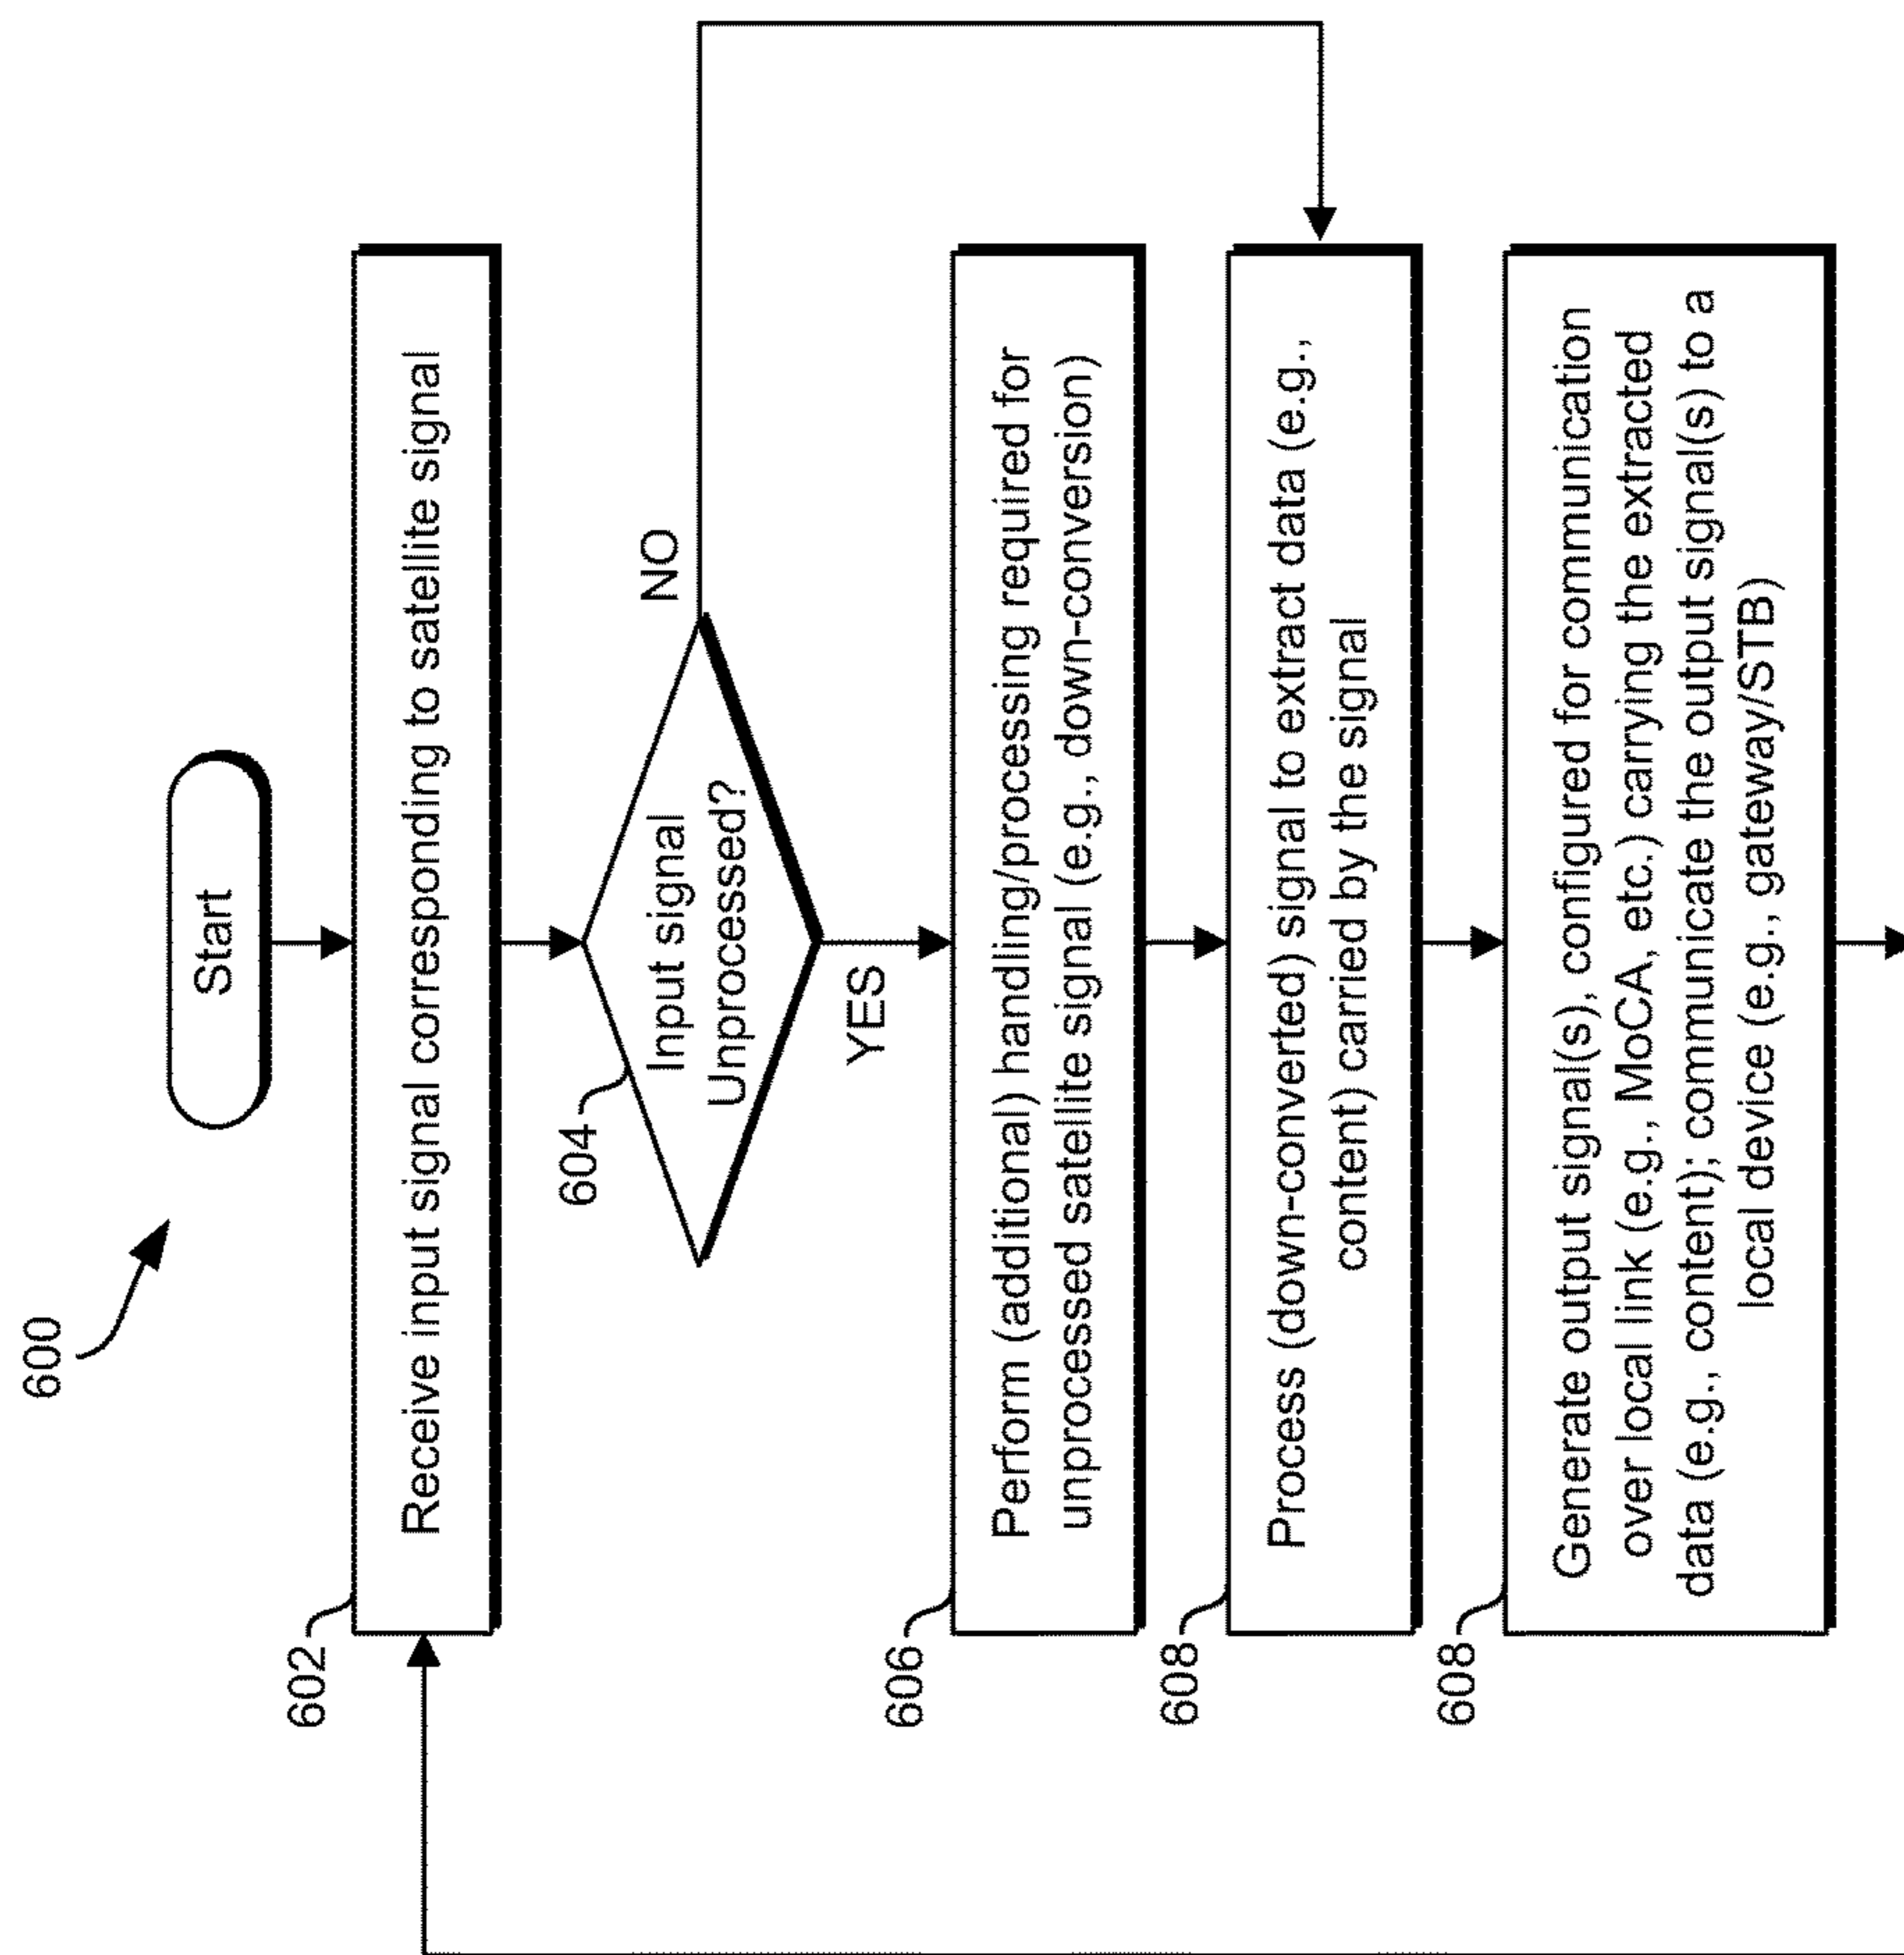 600
Start
602
Receive input signal corresponding to satellite signal
604
Input signal
Unprocessed?
NO
YES
606
Perform (additional) handling/processing required for
unprocessed satellite signal (e.g., down-conversion)
608
Process (down-converted) signal to extract data (e.g.,
content) carried by the signal
608
Generate output signal(s), configured for communication
over local link (e.g., MoCA, etc.) carrying the extracted
data (e.g., content); communicate the output signal(s) to a
local device (e.g., gateway/STB)